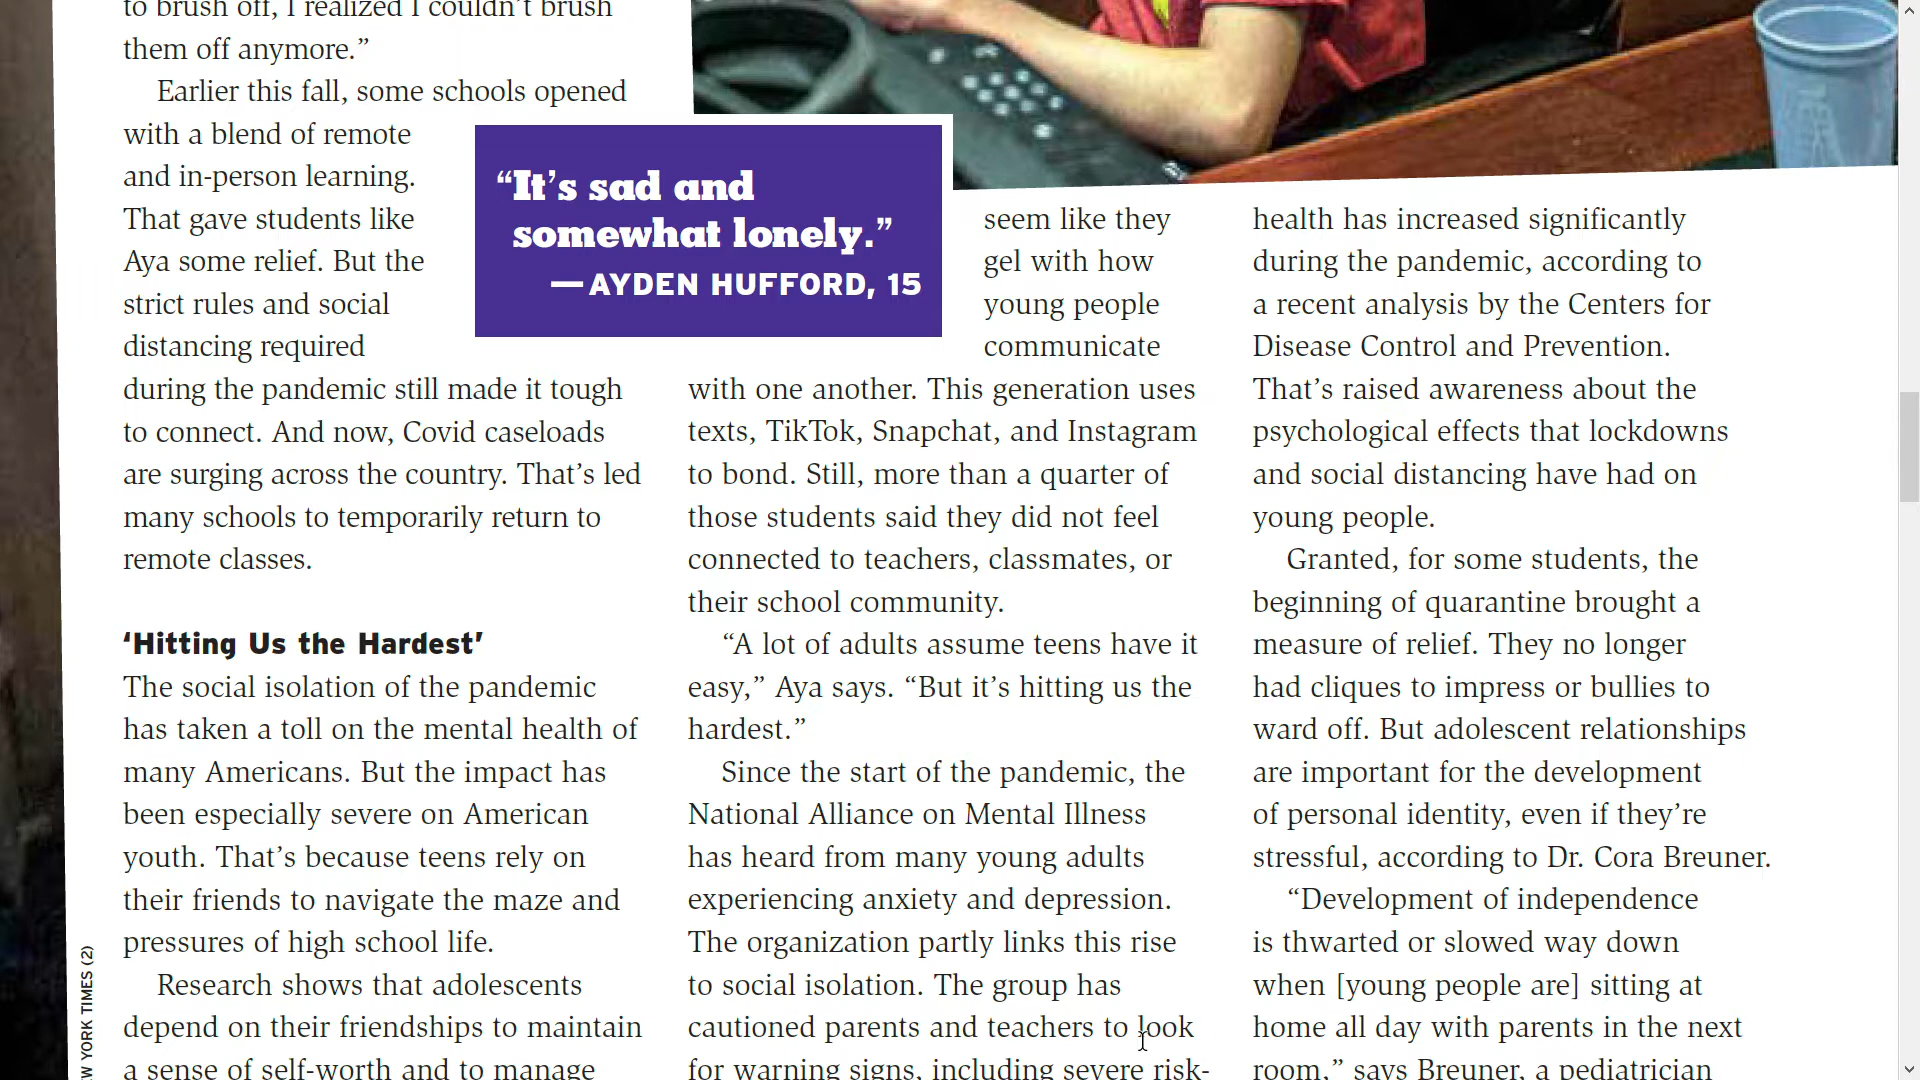 to brush off, I realized I couldn't brush
them off anymore.”
Earlier this fall, some schools opened
with a blend of remote
and in-person learning.
That gave students like
Aya some relief. But the
strict rules and social
distancing required
during the pandemic still made it tough
to connect. And now, Covid caseloads
are surging across the country. That’s led
many schools to temporarily return to
remote classes.
‘Hitting Us the Hardest’
The social isolation of the pandemic
has taken a toll on the mental health of
many Americans. But the impact has
been especially severe on American
youth. That’s because teens rely on
their friends to navigate the maze and
pressures of high school life.
Research shows that adolescents
depend on their friendships to maintain
a sense of self-worth and to manage
“It’s sad and
somewhat lonely.”
—AYDEN HUFFORD, 15
seem like they
gel with how
young people
communicate
with one another. This generation uses
texts, TikTok, Snapchat, and Instagram
to bond. Still, more than a quarter of
those students said they did not feel
connected to teachers, classmates, or
their school community.
“A lot of adults assume teens have it
easy,” Aya says. “But it’s hitting us the
hardest.”
Since the start of the pandemic, the
National Alliance on Mental Illness
has heard from many young adults
experiencing anxiety and depression.
The organization partly links this rise
to social isolation. The group has
cautioned parents and teachers to look
for warning signs, including severe risk-
health has increased significantly
during the pandemic, according to
a recent analysis by the Centers for
Disease Control and Prevention.
That’s raised awareness about the
psychological effects that lockdowns
and social distancing have had on
young people.
Granted, for some students, the
beginning of quarantine brought a
measure of relief. They no longer
had cliques to impress or bullies to
ward off. But adolescent relationships
are important for the development
of personal identity, even if they’re
stressful, according to Dr. Cora Breuner.
“Development of independence
is thwarted or slowed way down
when [young people are] sitting at
home all day with parents in the next
room,” says Breuner, a pediatrician
YORK TIMES (2)